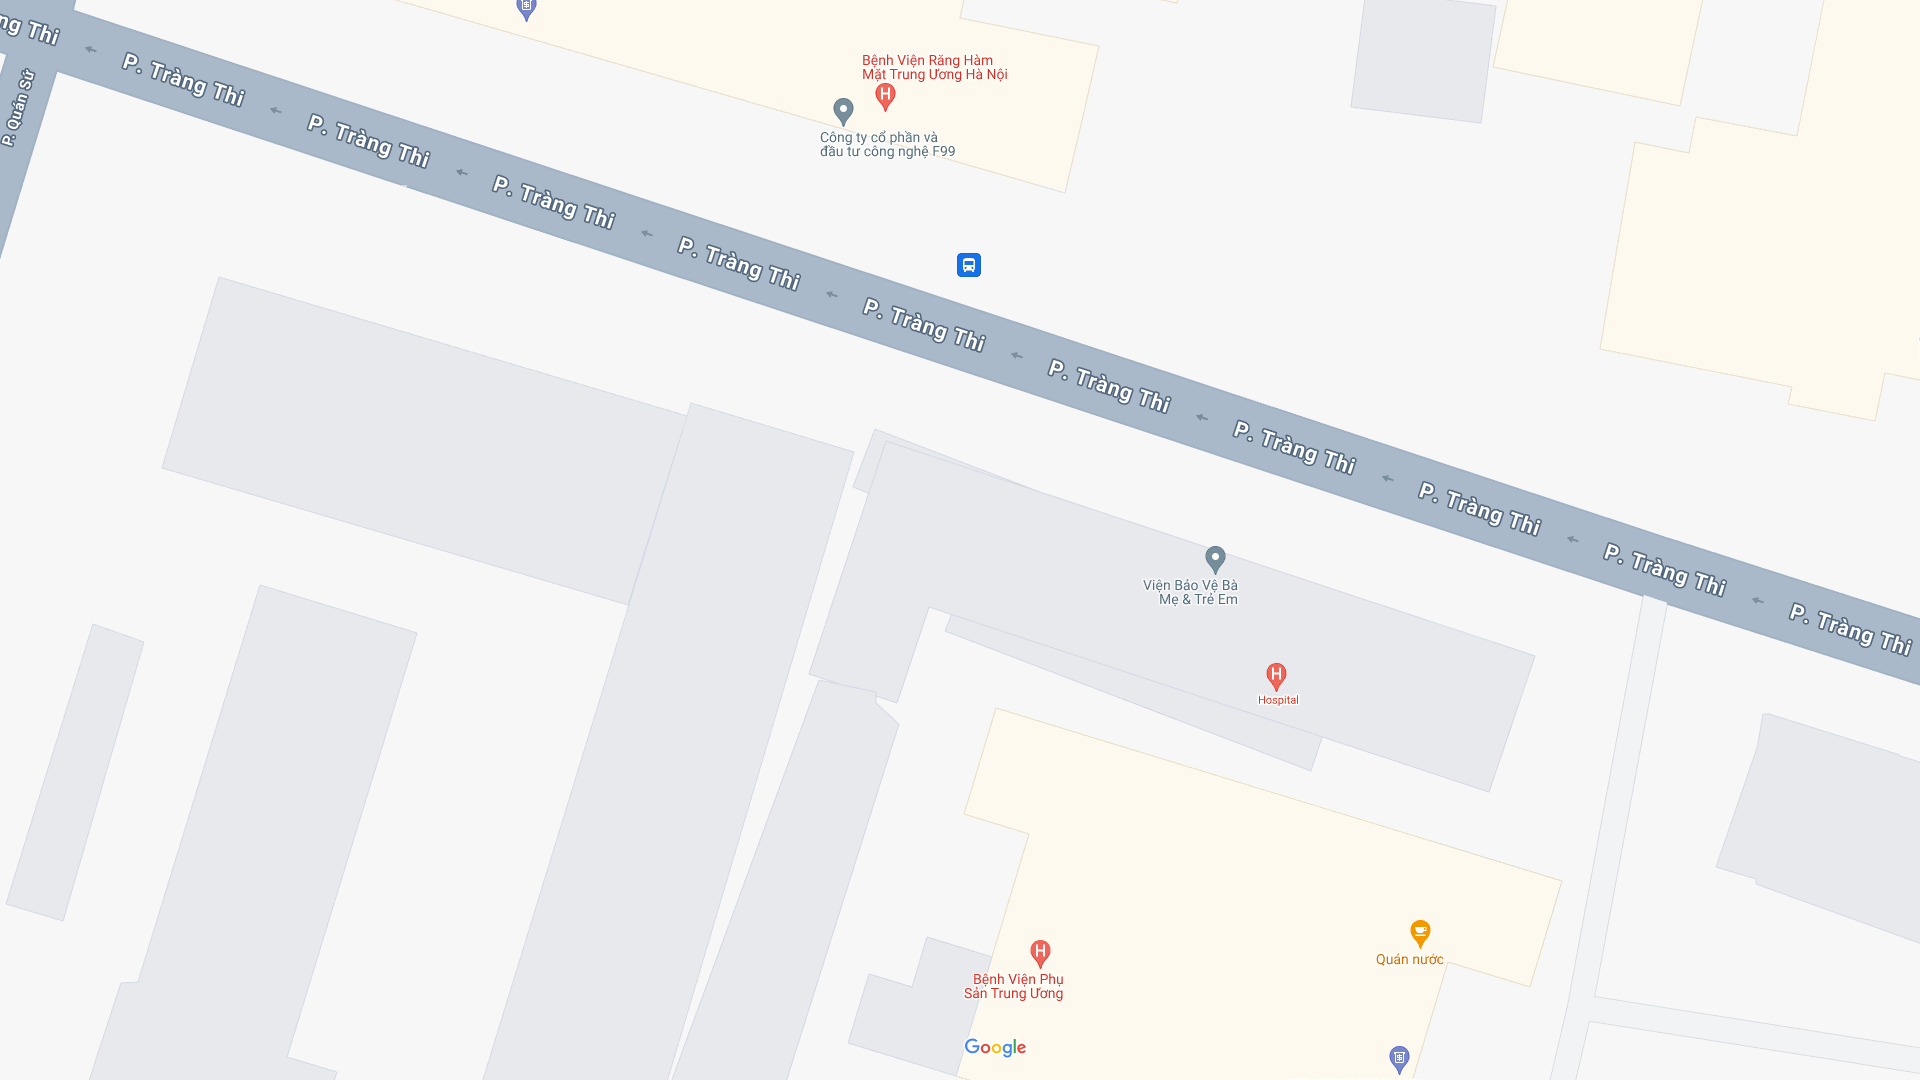 ng Thi
P. Quán Sứ
P. Tràng Thi
P. Tràng Thi
P. Tràng Thi
P. Tràng Thi
P. Tràng Thi
P. Tràng Thi
P. Tràng Thi
P. Tràng Thi
P. Tràng Thi
P. Tràng Thi
Bệnh Viện Răng Hàm
Mặt Trung Ương Hà Nội
Công ty cổ phần và
đầu tư công nghệ F99
Viện Bảo Vệ Bà
Mẹ & Trẻ Em
H
Hospital
Bệnh Viện Phụ
Sản Trung Ương
Quán nước
Google